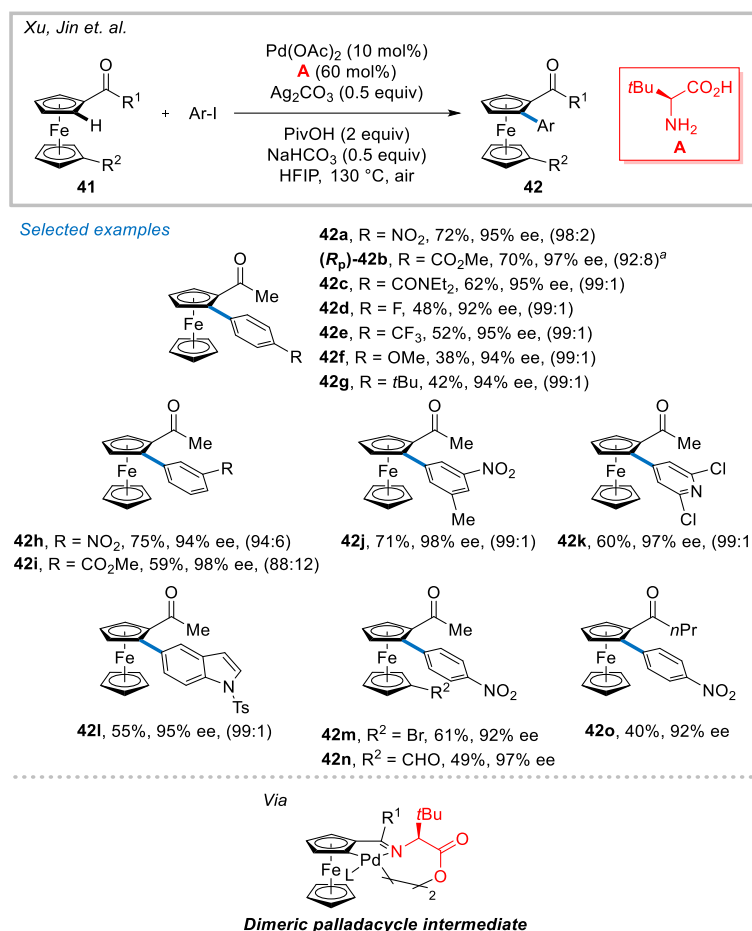 Xu, Jin et. al.
Pd(OAc)₂ (10 mol%)
A (60 mol%)
Ag₂CO₃ (0.5 equiv)
PivOH (2 equiv)
NaHCO₃ (0.5 equiv)
HFIP, 130 °C, air
O
R¹
Fe
H
R²
41
+
Ar-I
O
R¹
Fe
Ar
R²
42
tBu
CO₂H
NH₂
A
Selected examples
O
Me
Fe
R
42a, R = NO₂, 72%, 95% ee, (98:2)
(Rₚ)-42b, R = CO₂Me, 70%, 97% ee, (92:8)ᵃ
42c, R = CONEt₂, 62%, 95% ee, (99:1)
42d, R = F, 48%, 92% ee, (99:1)
42e, R = CF₃, 52%, 95% ee, (99:1)
42f, R = OMe, 38%, 94% ee, (99:1)
42g, R = tBu, 42%, 94% ee, (99:1)
O
Me
Fe
R
42h, R = NO₂, 75%, 94% ee, (94:6)
42i, R = CO₂Me, 59%, 98% ee, (88:12)
O
Me
Fe
NO₂
Me
42j, 71%, 98% ee, (99:1)
O
Me
Fe
Cl
N
Cl
42k, 60%, 97% ee, (99:1
O
Me
Fe
N
Ts
42l, 55%, 95% ee, (99:1)
O
Me
Fe
R²
NO₂
42m, R² = Br, 61%, 92% ee
42n, R² = CHO, 49%, 97% ee
O
nPr
Fe
NO₂
42o, 40%, 92% ee
Via
R¹
tBu
O
N
Pd
Fe
L
O
2
Dimeric palladacycle intermediate